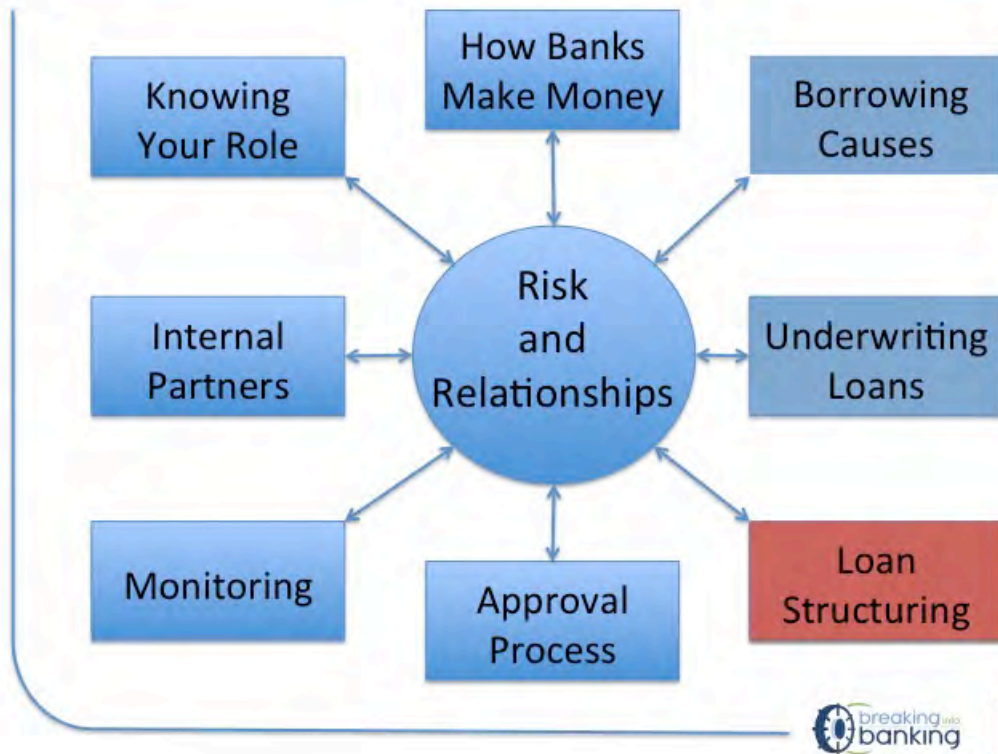 How Banks
Make Money
Knowing
Your Role
Borrowing
Causes
Risk
and
Relationships
Internal
Partners
Underwriting
Loans
Monitoring
Approval
Process
Loan
Structuring
breaking into
banking